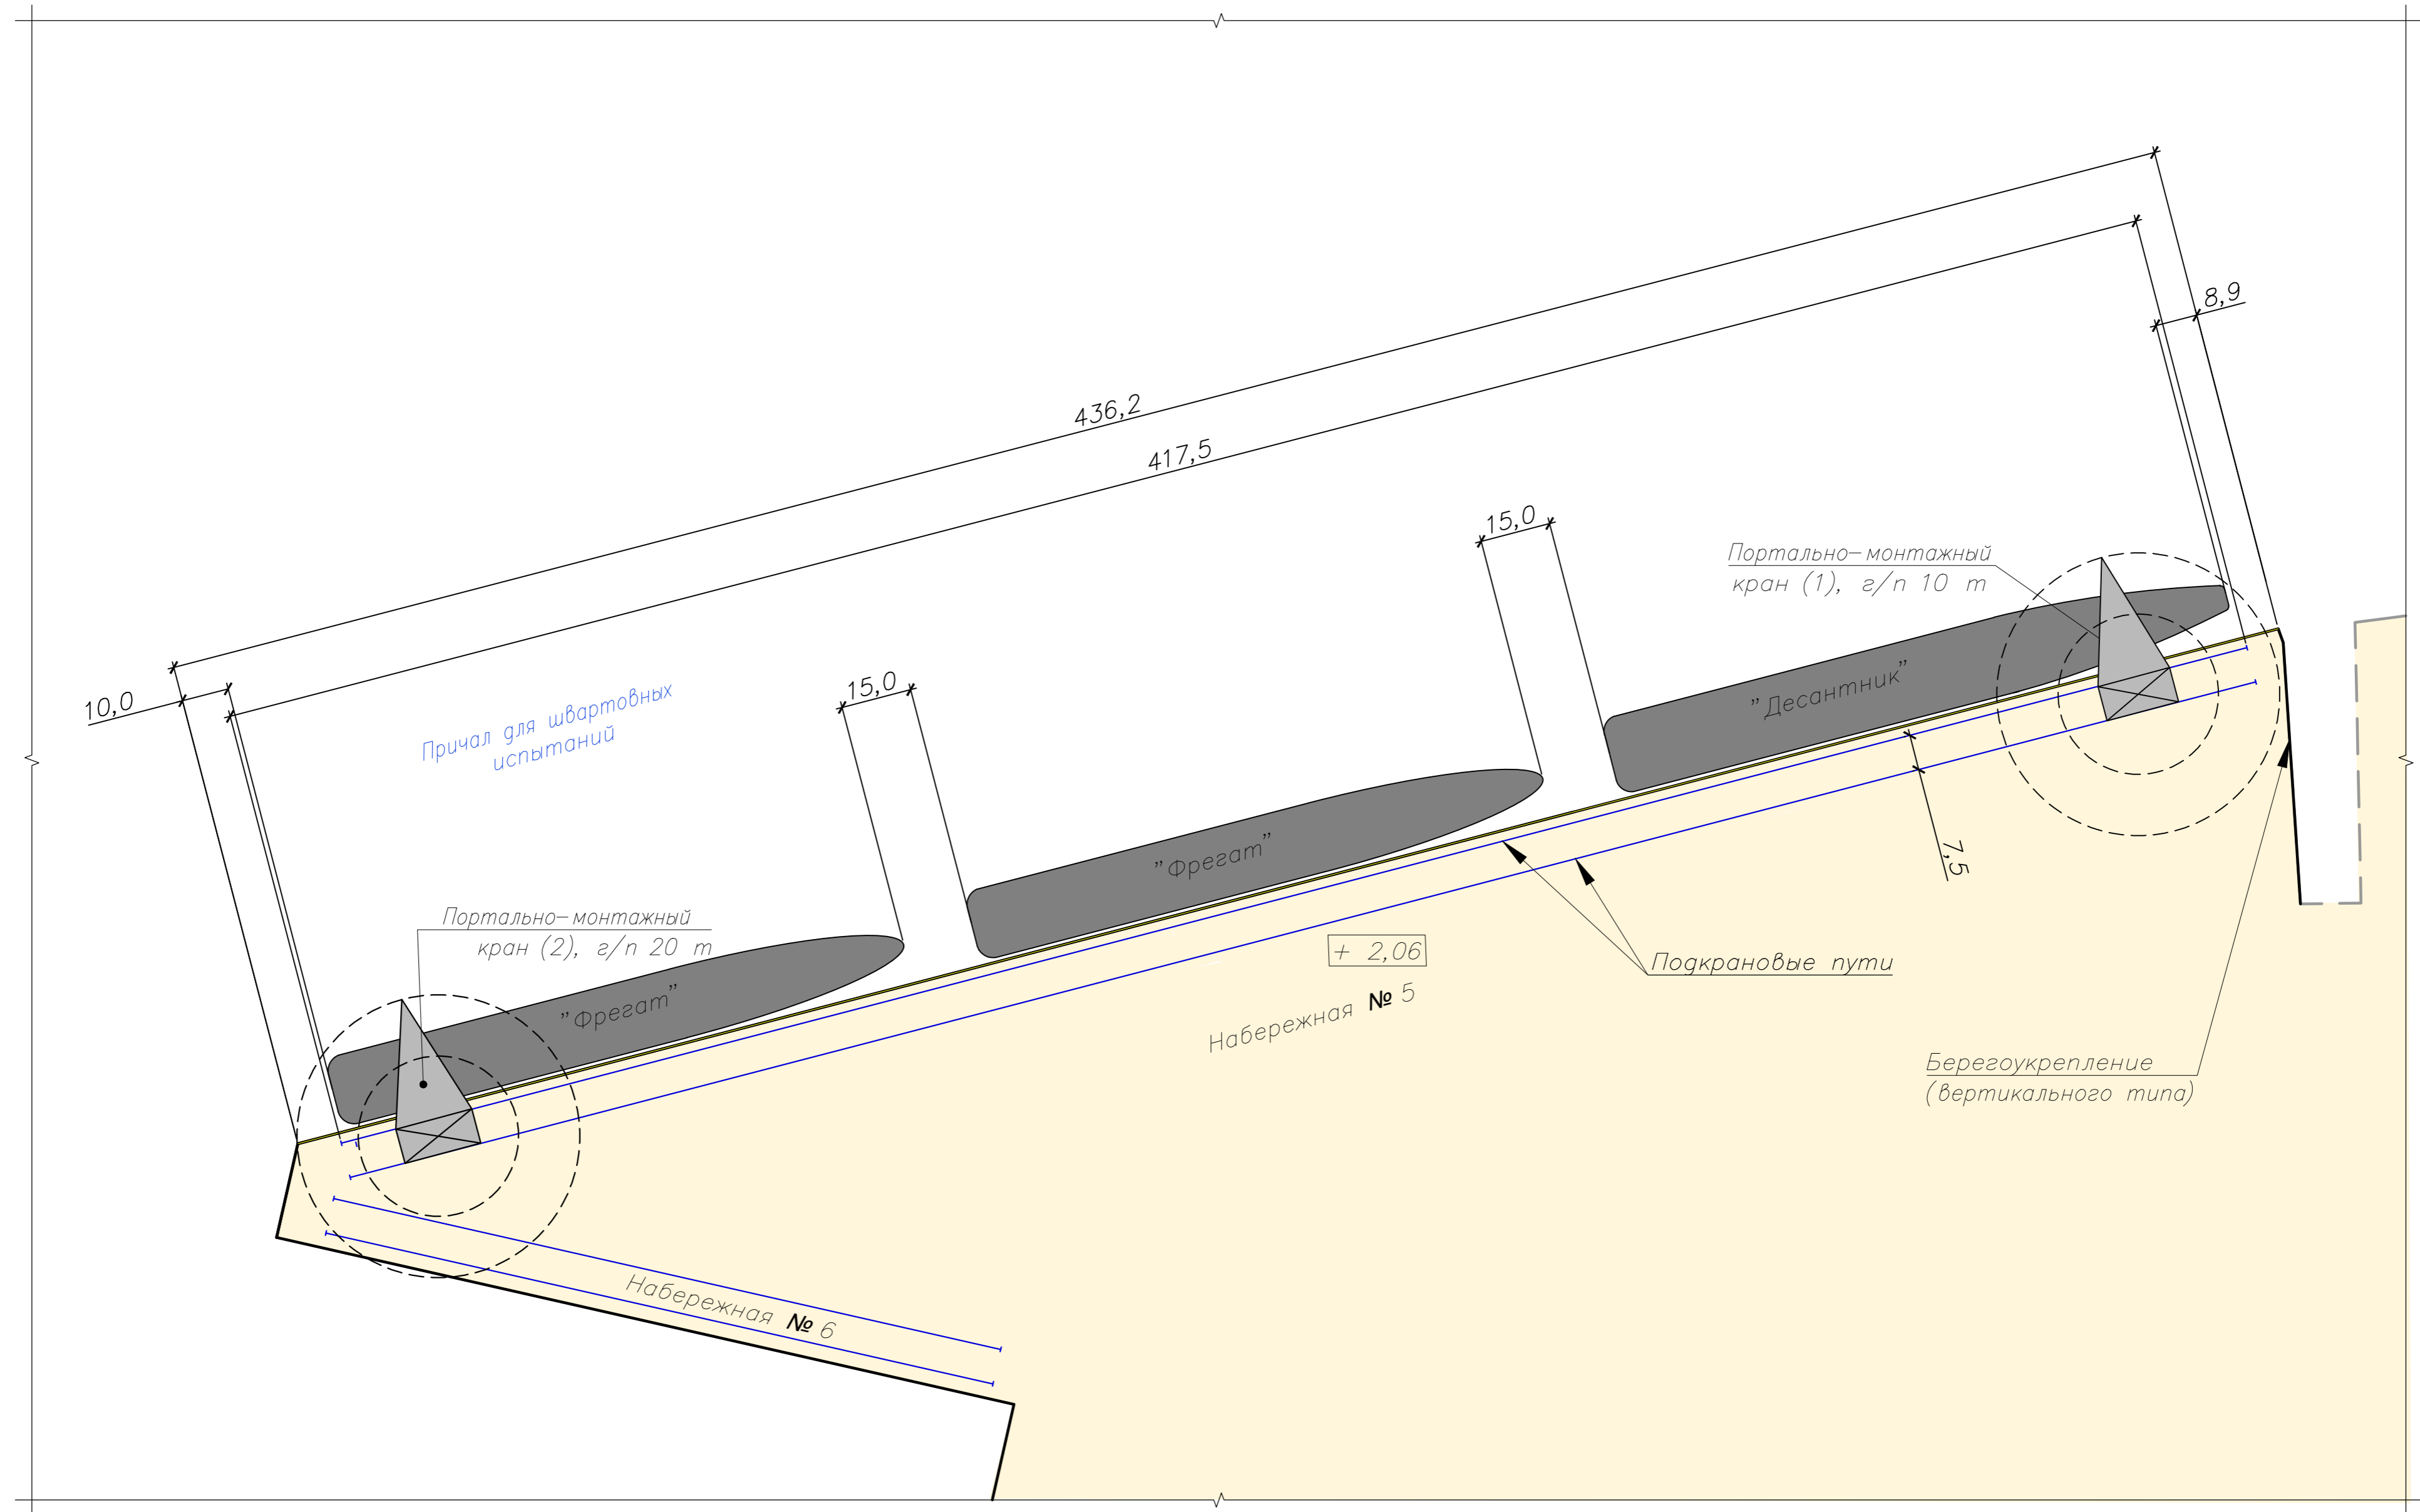 436,2
417,5
8,9
15,0
Портально-монтажный
кран (1), г/п 10 т
15,0
10,0
Причал для швартовных
испытаний
"Десантник"
"Фрегат"
7,5
Портально-монтажный
кран (2), г/п 20 т
"Фрегат"
+ 2,06
Подкрановые пути
Набережная № 5
Берегоукрепление
(вертикального типа)
Набережная № 6